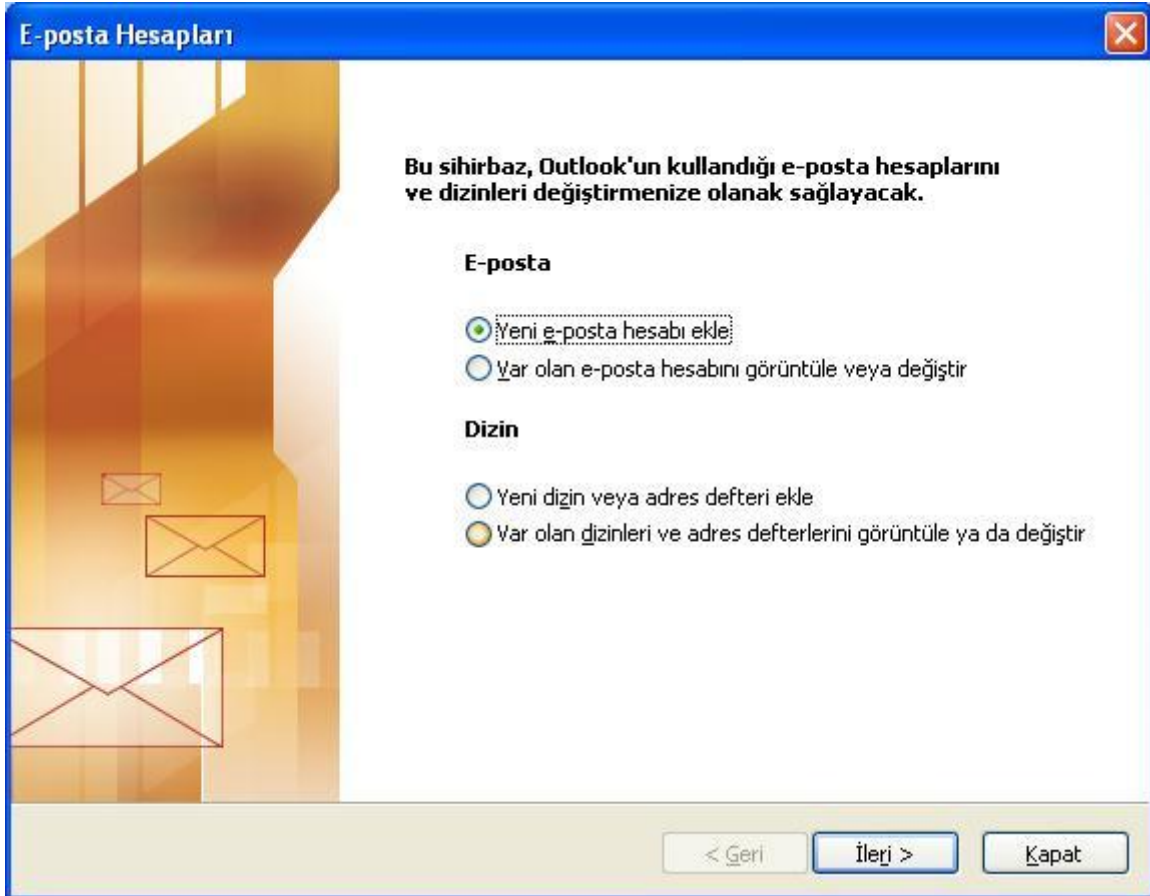 E-posta Hesapları
Bu sihirbaz, Outlook'un kullandığı e-posta hesaplarını
ve dizinleri değiştirmenize olanak sağlayacak.
E-posta
Yeni e-posta hesabı ekle
Var olan e-posta hesabını görüntüle veya değiştir
Dizin
Yeni dizin veya adres defteri ekle
Var olan dizinleri ve adres defterlerini görüntüle ya da değiştir
< Geri İleri > Kapat